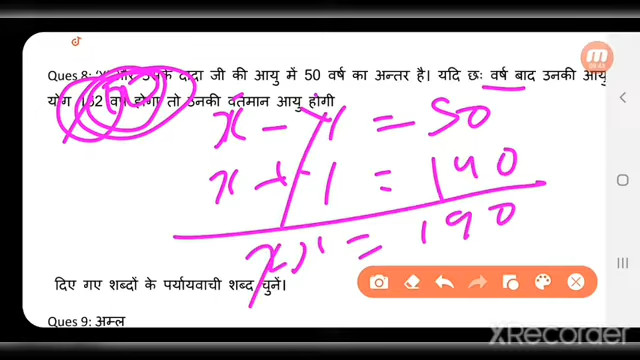 Ques 8: दादा जी की आयु में 50 वर्ष का अन्तर है। यदि छः वर्ष बाद उनकी आयु
योग वर्ष होगा तो उनकी वर्तमान आयु होगी
= 50
= 140
= 190
दिए गए शब्दों के पर्यायवाची शब्द चुनें।
Ques 9: अम्ल
XRecorder